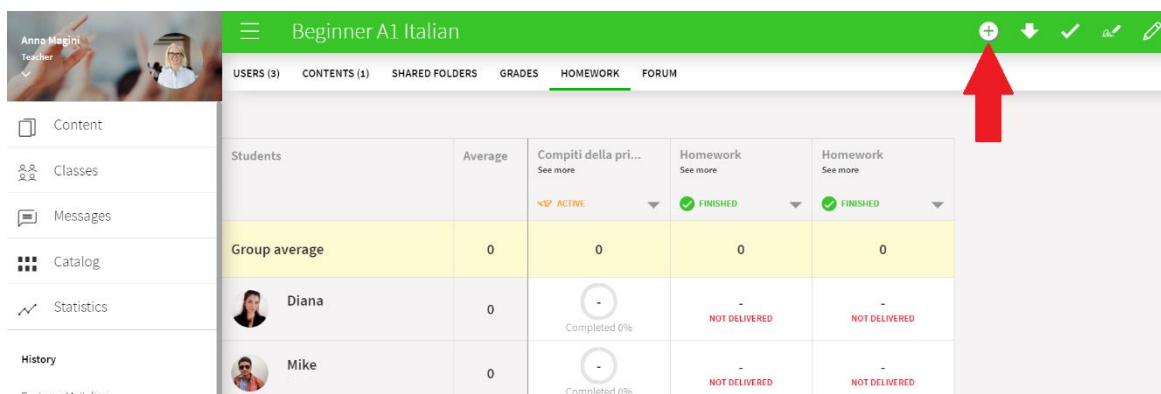 Anna Magini
Teacher
Beginner A1 Italian
USERS (3) CONTENTS (1) SHARED FOLDERS GRADES HOMEWORK FORUM
Content
Classes
Messages
Catalog
Statistics
History
Students Average Compiti della pri... Homework Homework
See more See more See more
ACTIVE FINISHED FINISHED
Group average 0 0 0 0
Diana 0 - - -
Completed 0% NOT DELIVERED NOT DELIVERED
Mike 0 - - -
Completed 0% NOT DELIVERED NOT DELIVERED